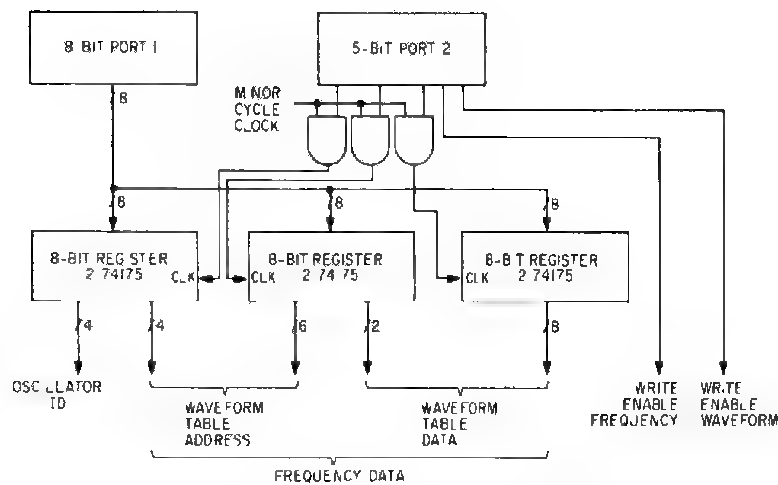 8 BIT PORT 1
5-BIT PORT 2
8
MINOR
CYCLE
CLOCK
8
8
8
8-BIT REGISTER
2 74175
CLK
8-BIT REGISTER
2 74 75
CLK
8-B T REGISTER
2 74175
CLK
4
4
6
2
8
OSCILLATOR
ID
WAVEFORM
TABLE
ADDRESS
WAVEFORM
TABLE
DATA
WRITE
ENABLE
FREQUENCY
WRITE
ENABLE
WAVEFORM
FREQUENCY DATA